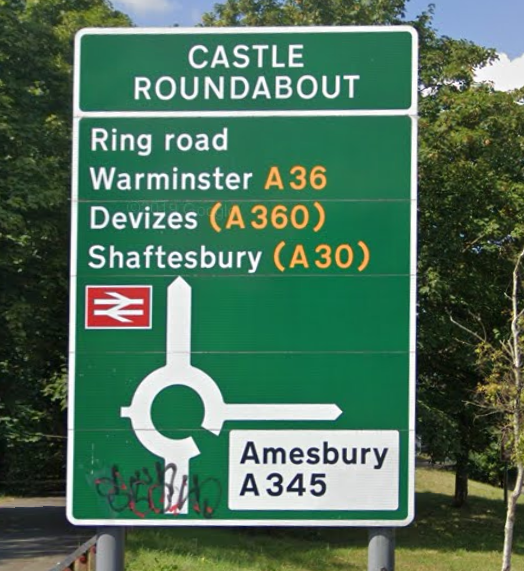 CASTLE
ROUNDABOUT
Ring road
Warminster A36
Devizes (A360)
Shaftesbury (A30)
Amesbury
A345